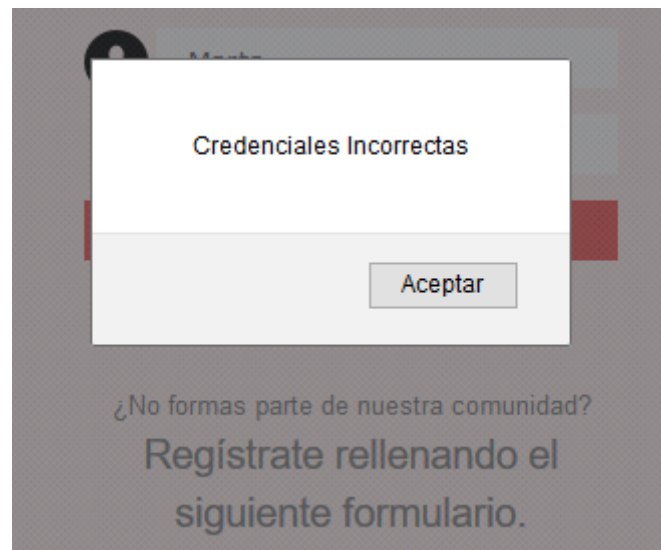 Credenciales Incorrectas
Aceptar
¿No formas parte de nuestra comunidad?
Regístrate rellenando el
siguiente formulario.